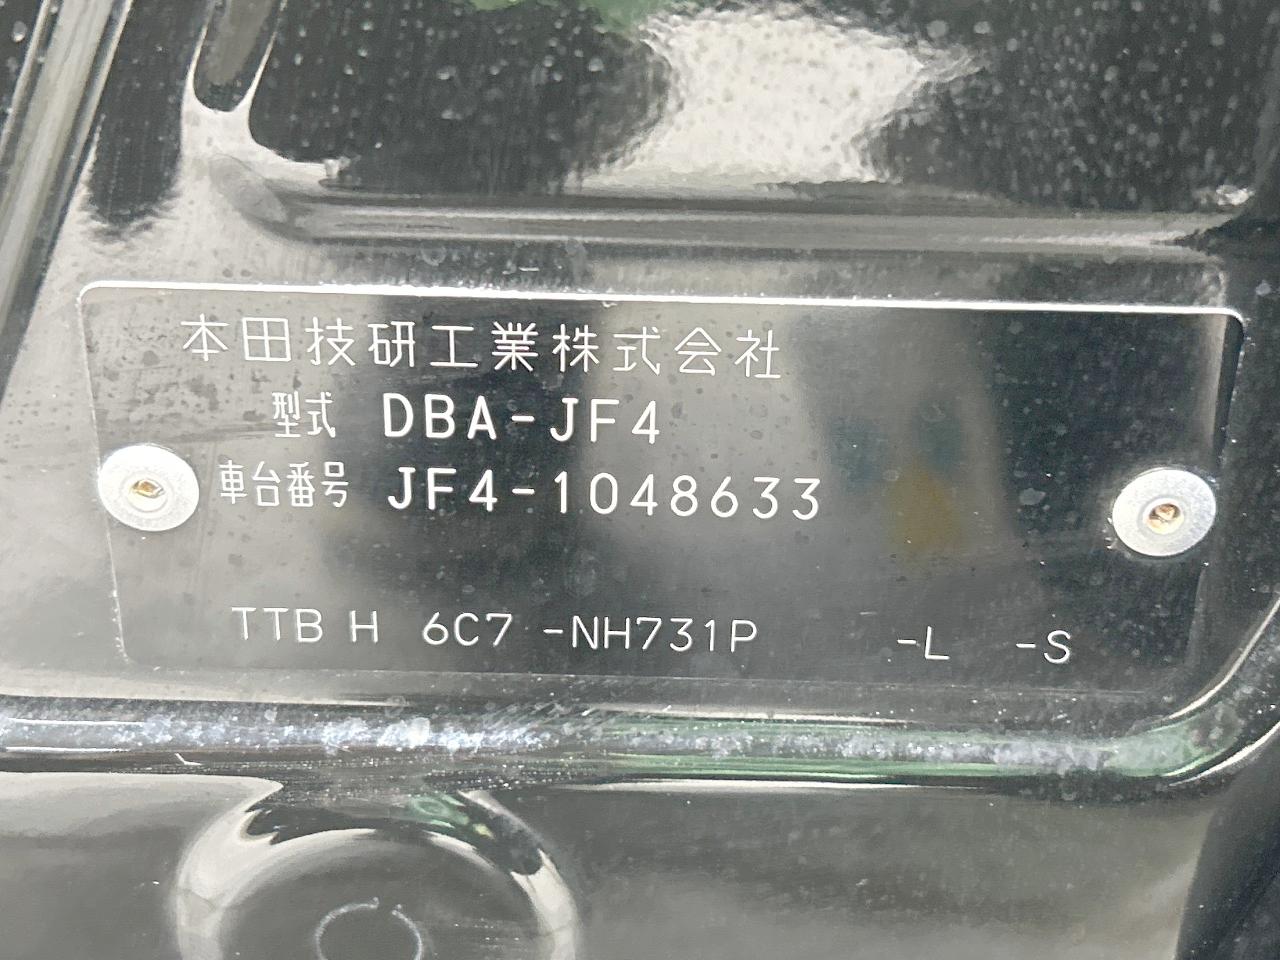 本田技研工業株式会社
型式 DBA-JF4
車台番号 JF4-1048633
TTB H 6C7 -NH731P -L -S